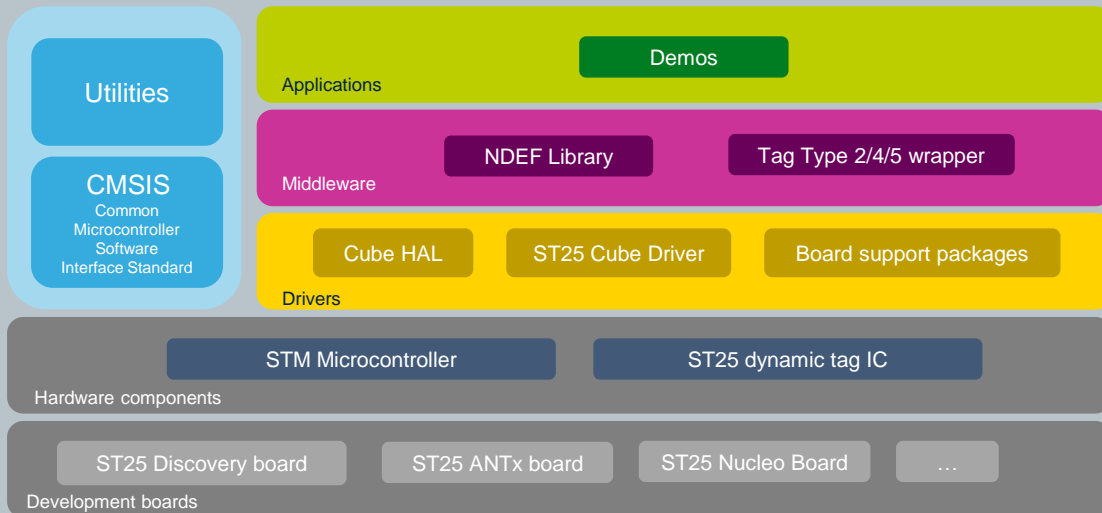 Utilities
CMSIS
Common
Microcontroller
Software
Interface Standard
Demos
Applications
NDEF Library
Tag Type 2/4/5 wrapper
Middleware
Cube HAL
ST25 Cube Driver
Board support packages
Drivers
STM Microcontroller
ST25 dynamic tag IC
Hardware components
ST25 Discovery board
ST25 ANTx board
ST25 Nucleo Board
…
Development boards